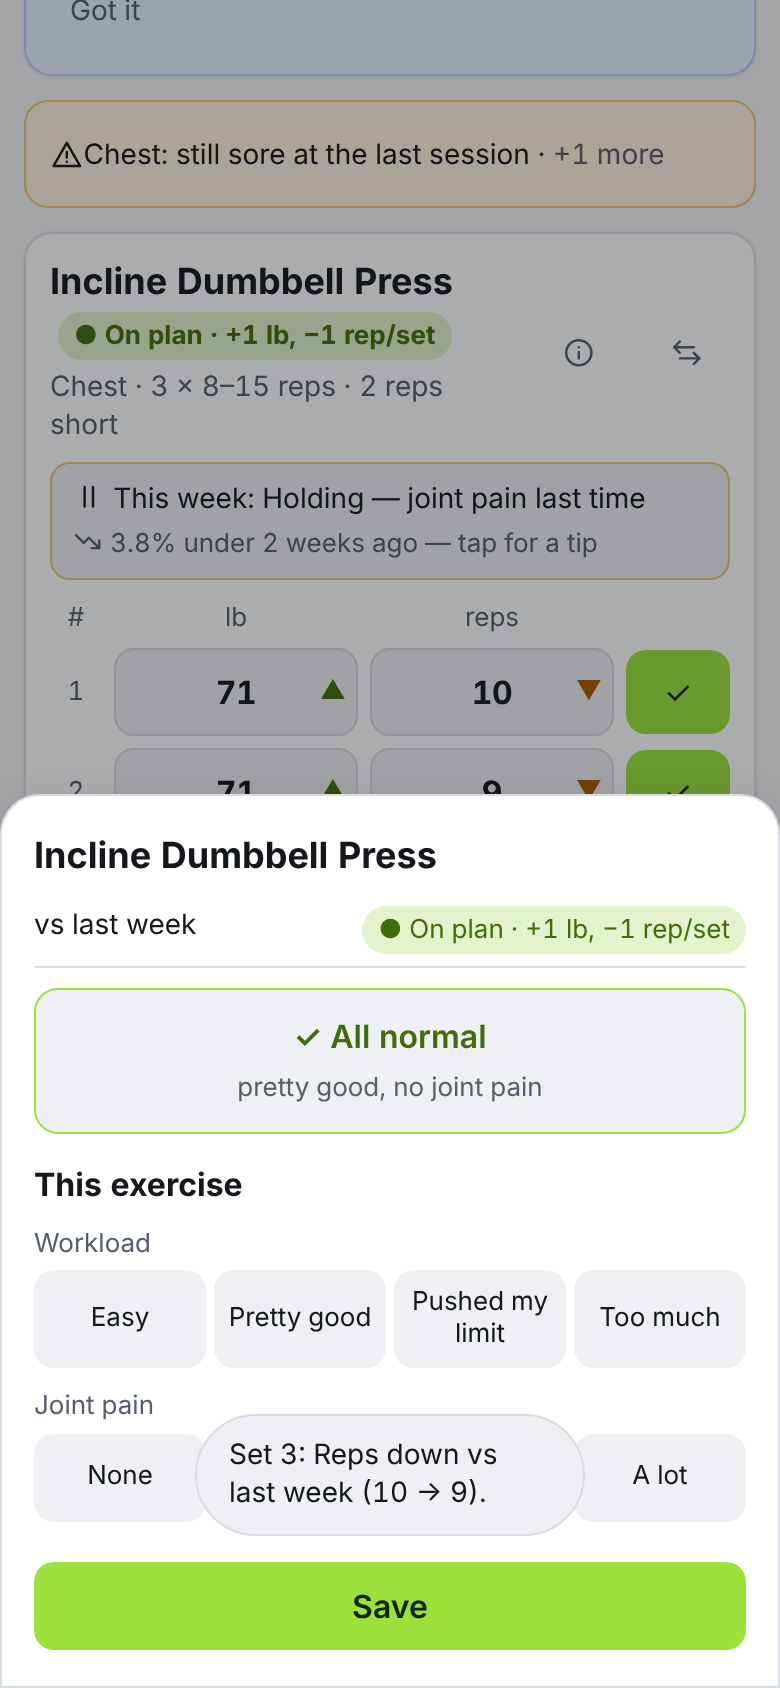 Got it
Chest: still sore at the last session · +1 more
Incline Dumbbell Press
On plan · +1 lb, −1 rep/set
Chest · 3 × 8–15 reps · 2 reps
short
This week: Holding — joint pain last time
3.8% under 2 weeks ago — tap for a tip
# lb reps
1 71 ▲ 10 ▼ ✓
2 71 ▲ 9 ▼ ✓
Incline Dumbbell Press
vs last week On plan · +1 lb, −1 rep/set
✓ All normal
pretty good, no joint pain
This exercise
Workload
Easy
Pretty good
Pushed my
limit
Too much
Joint pain
None
Set 3: Reps down vs
last week (10 → 9).
A lot
Save